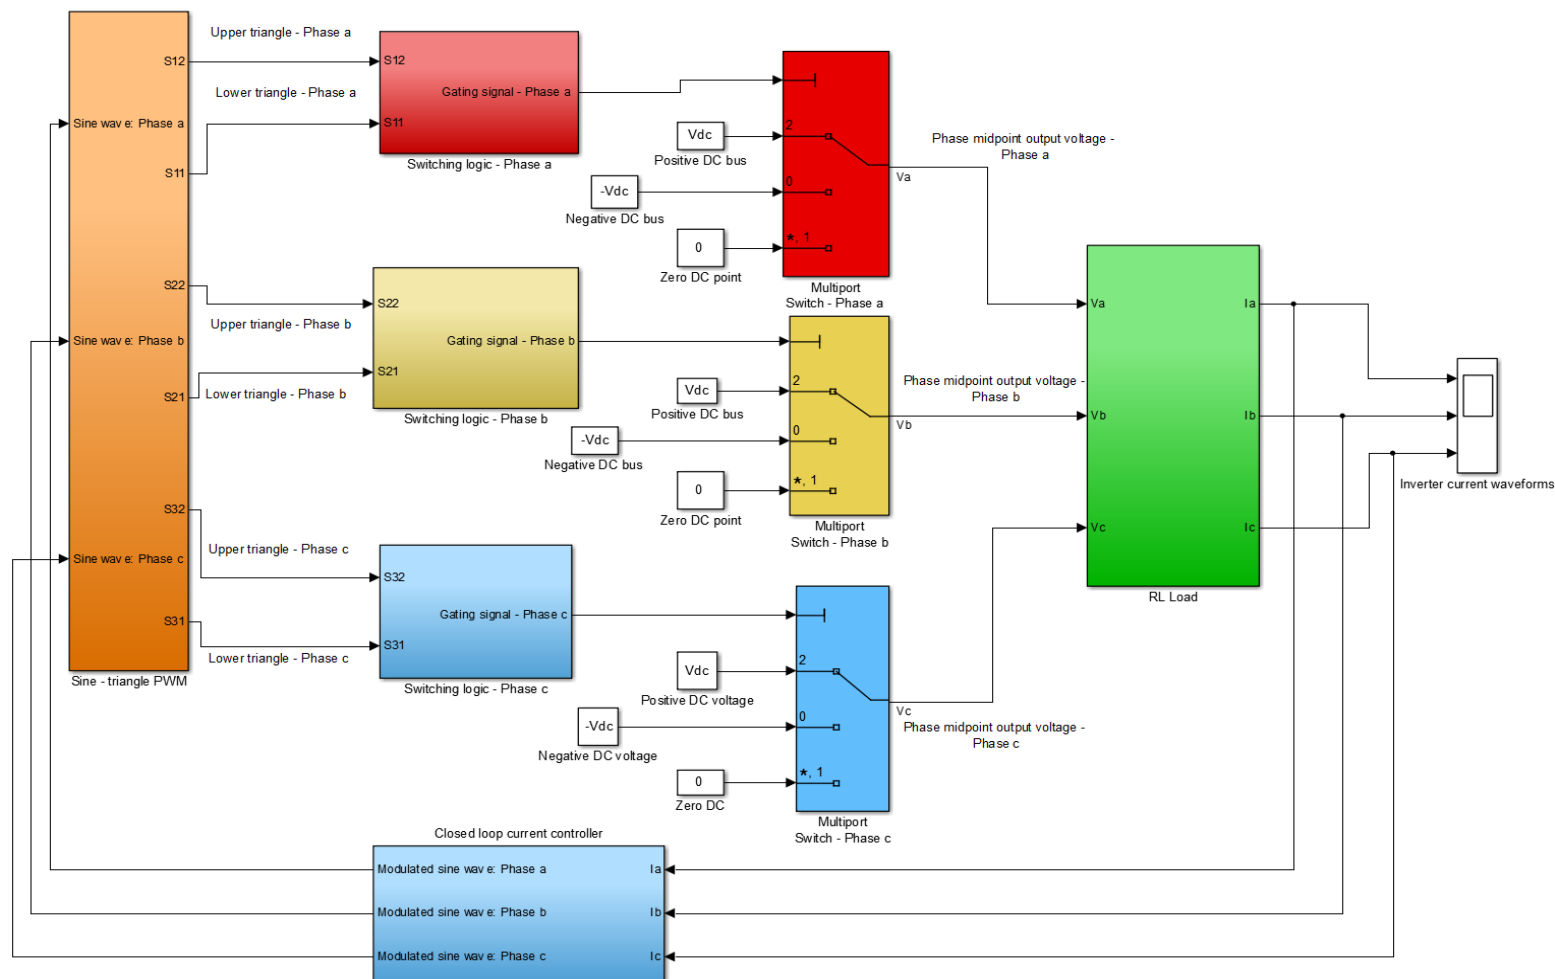 Upper triangle - Phase a
S12
S12
Lower triangle - Phase a
Gating signal - Phase a
Sine wave: Phase a
S11
S11
Switching logic - Phase a
Vdc
Positive DC bus
2
-Vdc
Negative DC bus
0
0
Zero DC point
*, 1
Multiport
Switch - Phase a
Va
Phase midpoint output voltage -
Phase a
S22
S22
Upper triangle - Phase b
Sine wave: Phase b
Gating signal - Phase b
S21
S21
Lower triangle - Phase b
Switching logic - Phase b
Vdc
Positive DC bus
2
-Vdc
Negative DC bus
0
0
Zero DC point
*, 1
Multiport
Switch - Phase b
Phase midpoint output voltage -
Phase b
Vb
Va
Ia
Vb
Ib
Vc
Ic
RL Load
Inverter current waveforms
S32
Upper triangle - Phase c
Sine wave: Phase c
S32
Gating signal - Phase c
S31
S31
Lower triangle - Phase c
Sine - triangle PWM
Switching logic - Phase c
Vdc
Positive DC voltage
2
-Vdc
Negative DC voltage
0
0
Zero DC
*, 1
Multiport
Switch - Phase c
Vc
Phase midpoint output voltage -
Phase c
Closed loop current controller
Modulated sine wave: Phase a
Ia
Modulated sine wave: Phase b
Ib
Modulated sine wave: Phase c
Ic